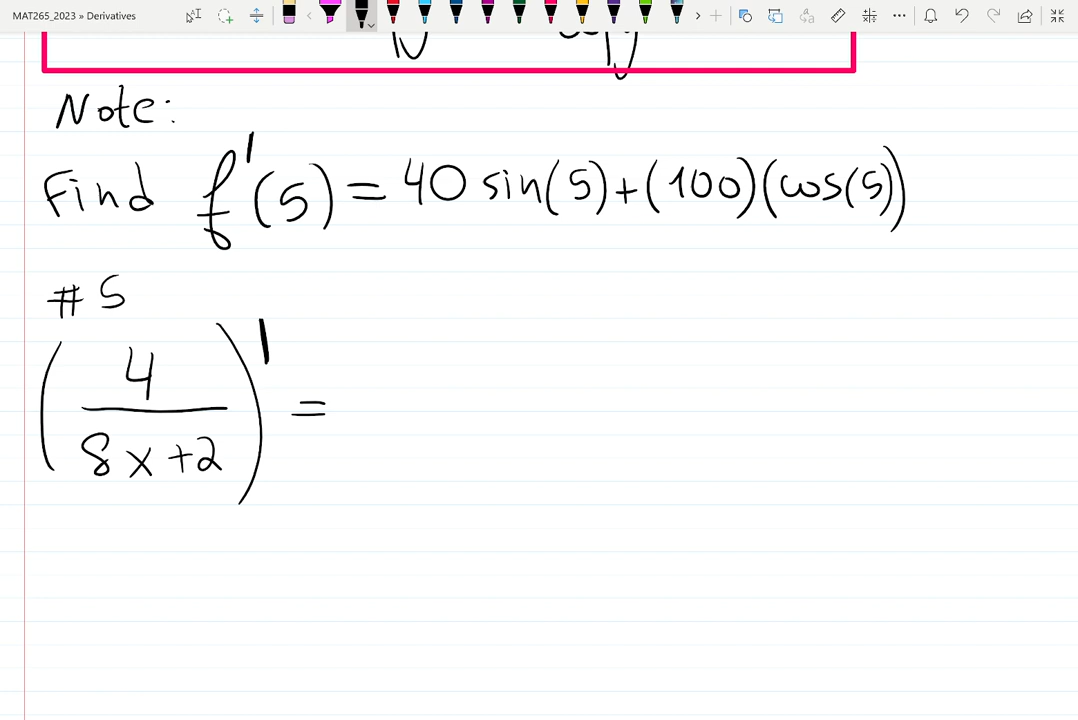 MAT265_2023 » Derivatives
Note:
Find f'(5) = 40 sin(5) + (100)(cos(5))
# 5
(4 / 8x+2)' =